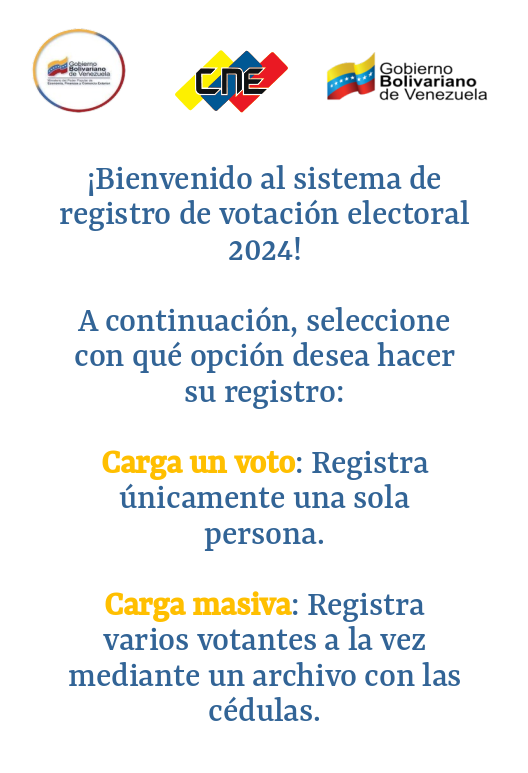 Gobierno
Bolivariano
de Venezuela
CNE
Gobierno
Bolivariano
de Venezuela
¡Bienvenido al sistema de
registro de votación electoral
2024!
A continuación, seleccione
con qué opción desea hacer
su registro:
Carga un voto: Registra
únicamente una sola
persona.
Carga masiva: Registra
varios votantes a la vez
mediante un archivo con las
cédulas.